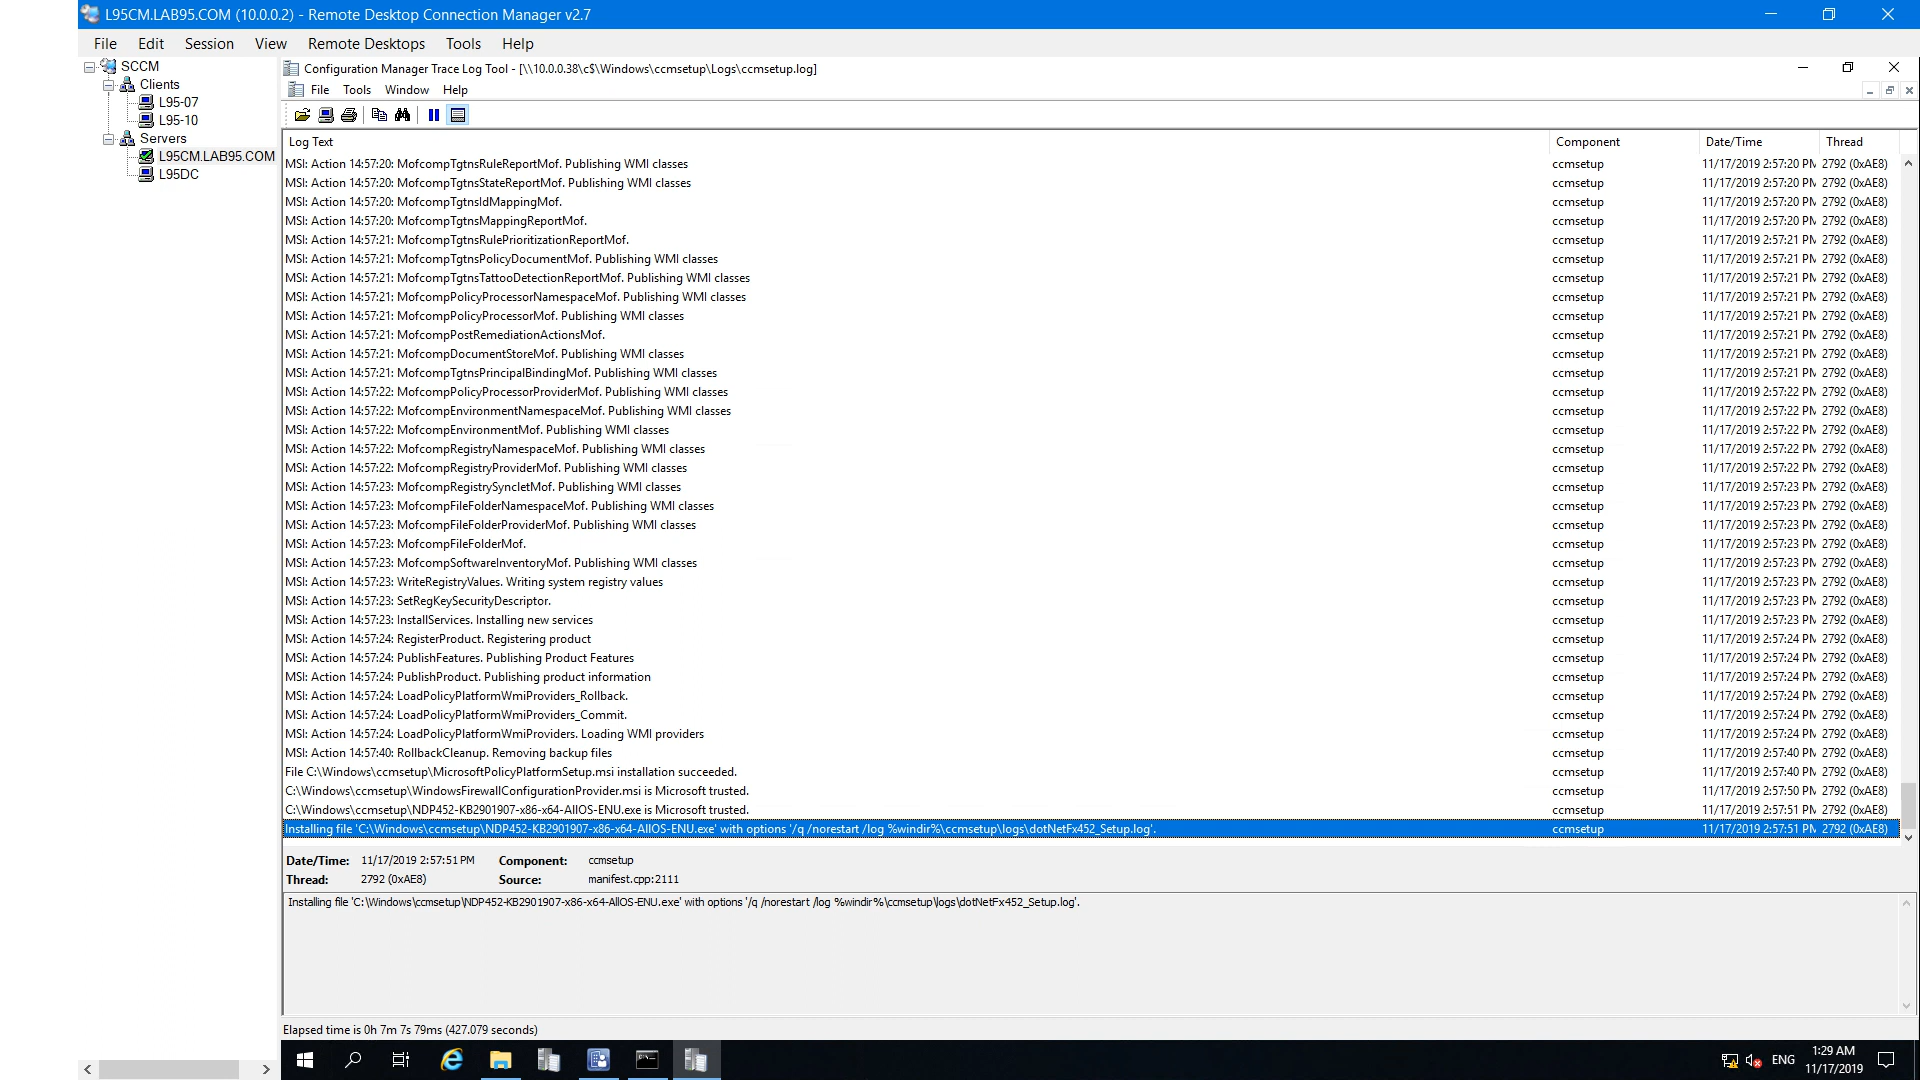 L95CM.LAB95.COM (10.0.0.2) - Remote Desktop Connection Manager v2.7
File Edit Session View Remote Desktops Tools Help
SCCM
Clients
L95-07
L95-10
Servers
L95CM.LAB95.COM
L95DC
Configuration Manager Trace Log Tool - [\\10.0.0.38\c$\Windows\ccmsetup\Logs\ccmsetup.log]
File Tools Window Help
Log Text Component Date/Time Thread
MSI: Action 14:57:20: MofcompTgtnsRuleReportMof. Publishing WMI classes ccmsetup 11/17/2019 2:57:20 PM 2792 (0xAE8)
MSI: Action 14:57:20: MofcompTgtnsStateReportMof. Publishing WMI classes ccmsetup 11/17/2019 2:57:20 PM 2792 (0xAE8)
MSI: Action 14:57:20: MofcompTgtnsIdMappingMof. ccmsetup 11/17/2019 2:57:20 PM 2792 (0xAE8)
MSI: Action 14:57:20: MofcompTgtnsMappingReportMof. ccmsetup 11/17/2019 2:57:20 PM 2792 (0xAE8)
MSI: Action 14:57:21: MofcompTgtnsRulePrioritizationReportMof. ccmsetup 11/17/2019 2:57:21 PM 2792 (0xAE8)
MSI: Action 14:57:21: MofcompTgtnsPolicyDocumentMof. Publishing WMI classes ccmsetup 11/17/2019 2:57:21 PM 2792 (0xAE8)
MSI: Action 14:57:21: MofcompTgtnsTattooDetectionReportMof. Publishing WMI classes ccmsetup 11/17/2019 2:57:21 PM 2792 (0xAE8)
MSI: Action 14:57:21: MofcompPolicyProcessorNamespaceMof. Publishing WMI classes ccmsetup 11/17/2019 2:57:21 PM 2792 (0xAE8)
MSI: Action 14:57:21: MofcompPolicyProcessorMof. Publishing WMI classes ccmsetup 11/17/2019 2:57:21 PM 2792 (0xAE8)
MSI: Action 14:57:21: MofcompPostRemediationActionsMof. ccmsetup 11/17/2019 2:57:21 PM 2792 (0xAE8)
MSI: Action 14:57:21: MofcompDocumentStoreMof. Publishing WMI classes ccmsetup 11/17/2019 2:57:21 PM 2792 (0xAE8)
MSI: Action 14:57:21: MofcompTgtnsPrincipalBindingMof. Publishing WMI classes ccmsetup 11/17/2019 2:57:21 PM 2792 (0xAE8)
MSI: Action 14:57:22: MofcompPolicyProcessorProviderMof. Publishing WMI classes ccmsetup 11/17/2019 2:57:22 PM 2792 (0xAE8)
MSI: Action 14:57:22: MofcompEnvironmentNamespaceMof. Publishing WMI classes ccmsetup 11/17/2019 2:57:22 PM 2792 (0xAE8)
MSI: Action 14:57:22: MofcompEnvironmentMof. Publishing WMI classes ccmsetup 11/17/2019 2:57:22 PM 2792 (0xAE8)
MSI: Action 14:57:22: MofcompRegistryNamespaceMof. Publishing WMI classes ccmsetup 11/17/2019 2:57:22 PM 2792 (0xAE8)
MSI: Action 14:57:22: MofcompRegistryProviderMof. Publishing WMI classes ccmsetup 11/17/2019 2:57:22 PM 2792 (0xAE8)
MSI: Action 14:57:23: MofcompRegistrySyncletMof. Publishing WMI classes ccmsetup 11/17/2019 2:57:23 PM 2792 (0xAE8)
MSI: Action 14:57:23: MofcompFileFolderNamespaceMof. Publishing WMI classes ccmsetup 11/17/2019 2:57:23 PM 2792 (0xAE8)
MSI: Action 14:57:23: MofcompFileFolderProviderMof. Publishing WMI classes ccmsetup 11/17/2019 2:57:23 PM 2792 (0xAE8)
MSI: Action 14:57:23: MofcompFileFolderMof. ccmsetup 11/17/2019 2:57:23 PM 2792 (0xAE8)
MSI: Action 14:57:23: MofcompSoftwareInventoryMof. Publishing WMI classes ccmsetup 11/17/2019 2:57:23 PM 2792 (0xAE8)
MSI: Action 14:57:23: WriteRegistryValues. Writing system registry values ccmsetup 11/17/2019 2:57:23 PM 2792 (0xAE8)
MSI: Action 14:57:23: SetRegKeySecurityDescriptor. ccmsetup 11/17/2019 2:57:23 PM 2792 (0xAE8)
MSI: Action 14:57:23: InstallServices. Installing new services ccmsetup 11/17/2019 2:57:23 PM 2792 (0xAE8)
MSI: Action 14:57:24: RegisterProduct. Registering product ccmsetup 11/17/2019 2:57:24 PM 2792 (0xAE8)
MSI: Action 14:57:24: PublishFeatures. Publishing Product Features ccmsetup 11/17/2019 2:57:24 PM 2792 (0xAE8)
MSI: Action 14:57:24: PublishProduct. Publishing product information ccmsetup 11/17/2019 2:57:24 PM 2792 (0xAE8)
MSI: Action 14:57:24: LoadPolicyPlatformWmiProviders_Rollback. ccmsetup 11/17/2019 2:57:24 PM 2792 (0xAE8)
MSI: Action 14:57:24: LoadPolicyPlatformWmiProviders_Commit. ccmsetup 11/17/2019 2:57:24 PM 2792 (0xAE8)
MSI: Action 14:57:24: LoadPolicyPlatformWmiProviders. Loading WMI providers ccmsetup 11/17/2019 2:57:24 PM 2792 (0xAE8)
MSI: Action 14:57:40: RollbackCleanup. Removing backup files ccmsetup 11/17/2019 2:57:40 PM 2792 (0xAE8)
File C:\Windows\ccmsetup\MicrosoftPolicyPlatformSetup.msi installation succeeded. ccmsetup 11/17/2019 2:57:40 PM 2792 (0xAE8)
C:\Windows\ccmsetup\WindowsFirewallConfigurationProvider.msi is Microsoft trusted. ccmsetup 11/17/2019 2:57:50 PM 2792 (0xAE8)
C:\Windows\ccmsetup\NDP452-KB2901907-x86-x64-AllOS-ENU.exe is Microsoft trusted. ccmsetup 11/17/2019 2:57:51 PM 2792 (0xAE8)
Installing file 'C:\Windows\ccmsetup\NDP452-KB2901907-x86-x64-AllOS-ENU.exe' with options '/q /norestart /log %windir%\ccmsetup\logs\dotNetFx452_Setup.log'. ccmsetup 11/17/2019 2:57:51 PM 2792 (0xAE8)
Date/Time: 11/17/2019 2:57:51 PM Component: ccmsetup
Thread: 2792 (0xAE8) Source: manifest.cpp:2111
Installing file 'C:\Windows\ccmsetup\NDP452-KB2901907-x86-x64-AllOS-ENU.exe' with options '/q /norestart /log %windir%\ccmsetup\logs\dotNetFx452_Setup.log'.
Elapsed time is 0h 7m 7s 79ms (427.079 seconds)
ENG
1:29 AM
11/17/2019